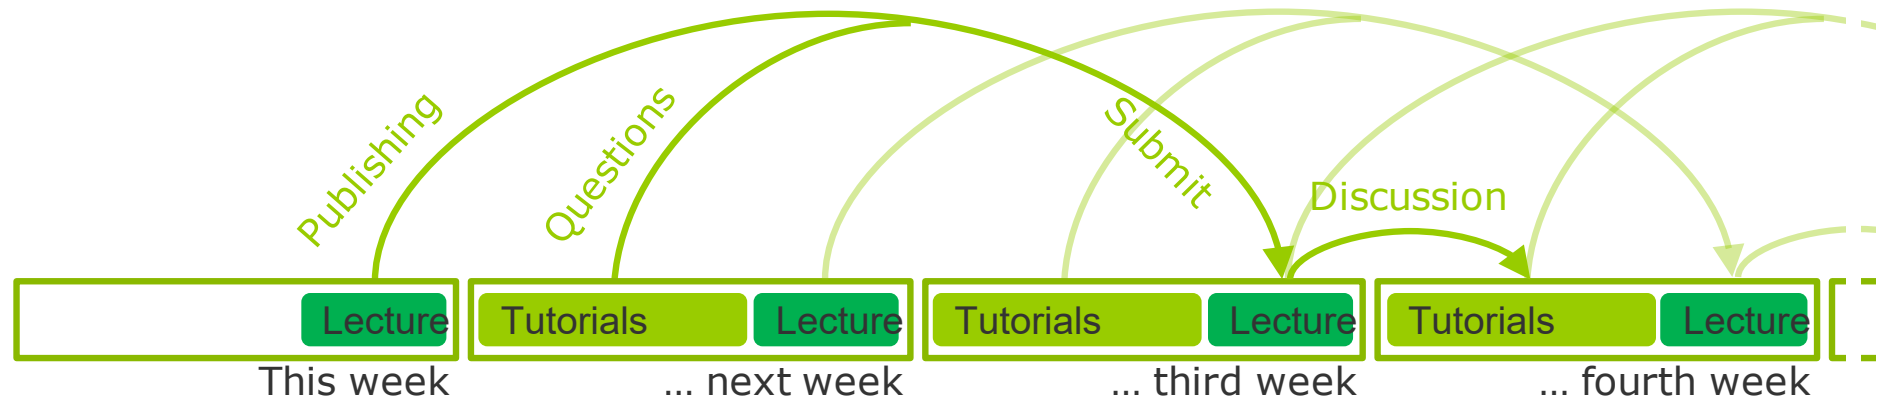 Publishing
Questions
Submit
Discussion
Lecture Tutorials Lecture Tutorials Lecture Tutorials Lecture
This week ... next week ... third week ... fourth week